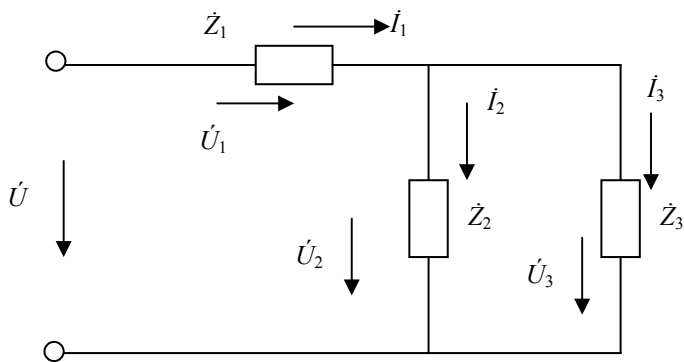 Ż₁ İ₁
Ú₁
İ₂ İ₃
Ú
Ú₂ Ż₂ Ú₃ Ż₃